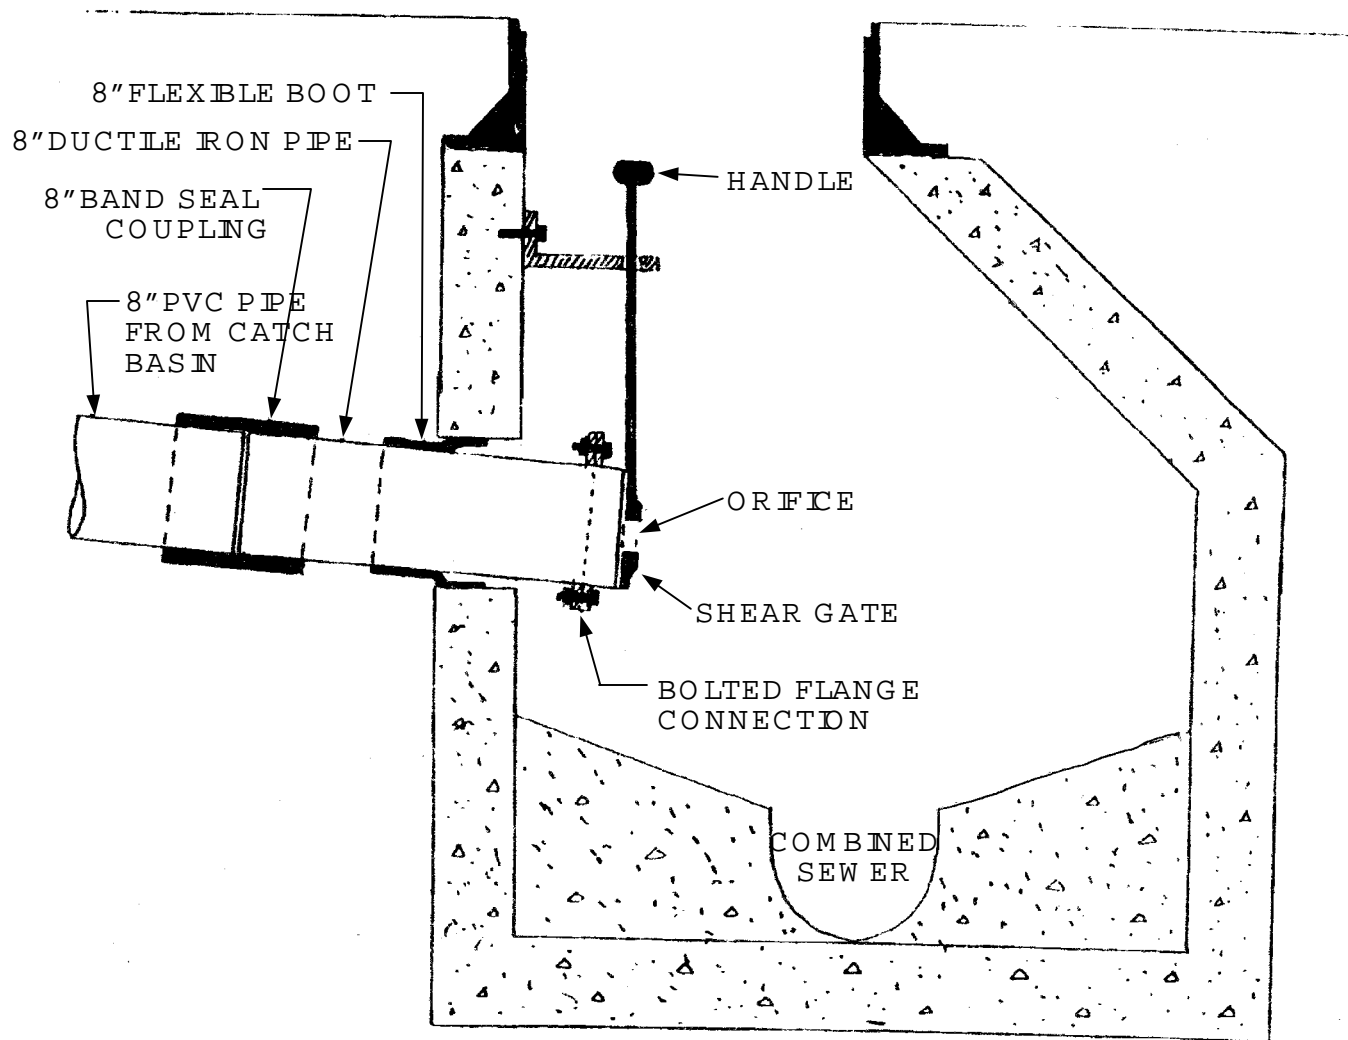 8"FLEXIBLE BOOT
8"DUCTILE IRON PIPE
8"BAND SEAL
COUPLING
8"PVC PIPE
FROM CATCH
BASIN
HANDLE
ORIFICE
SHEAR GATE
BOLTED FLANGE
CONNECTION
COMBINED
SEWER